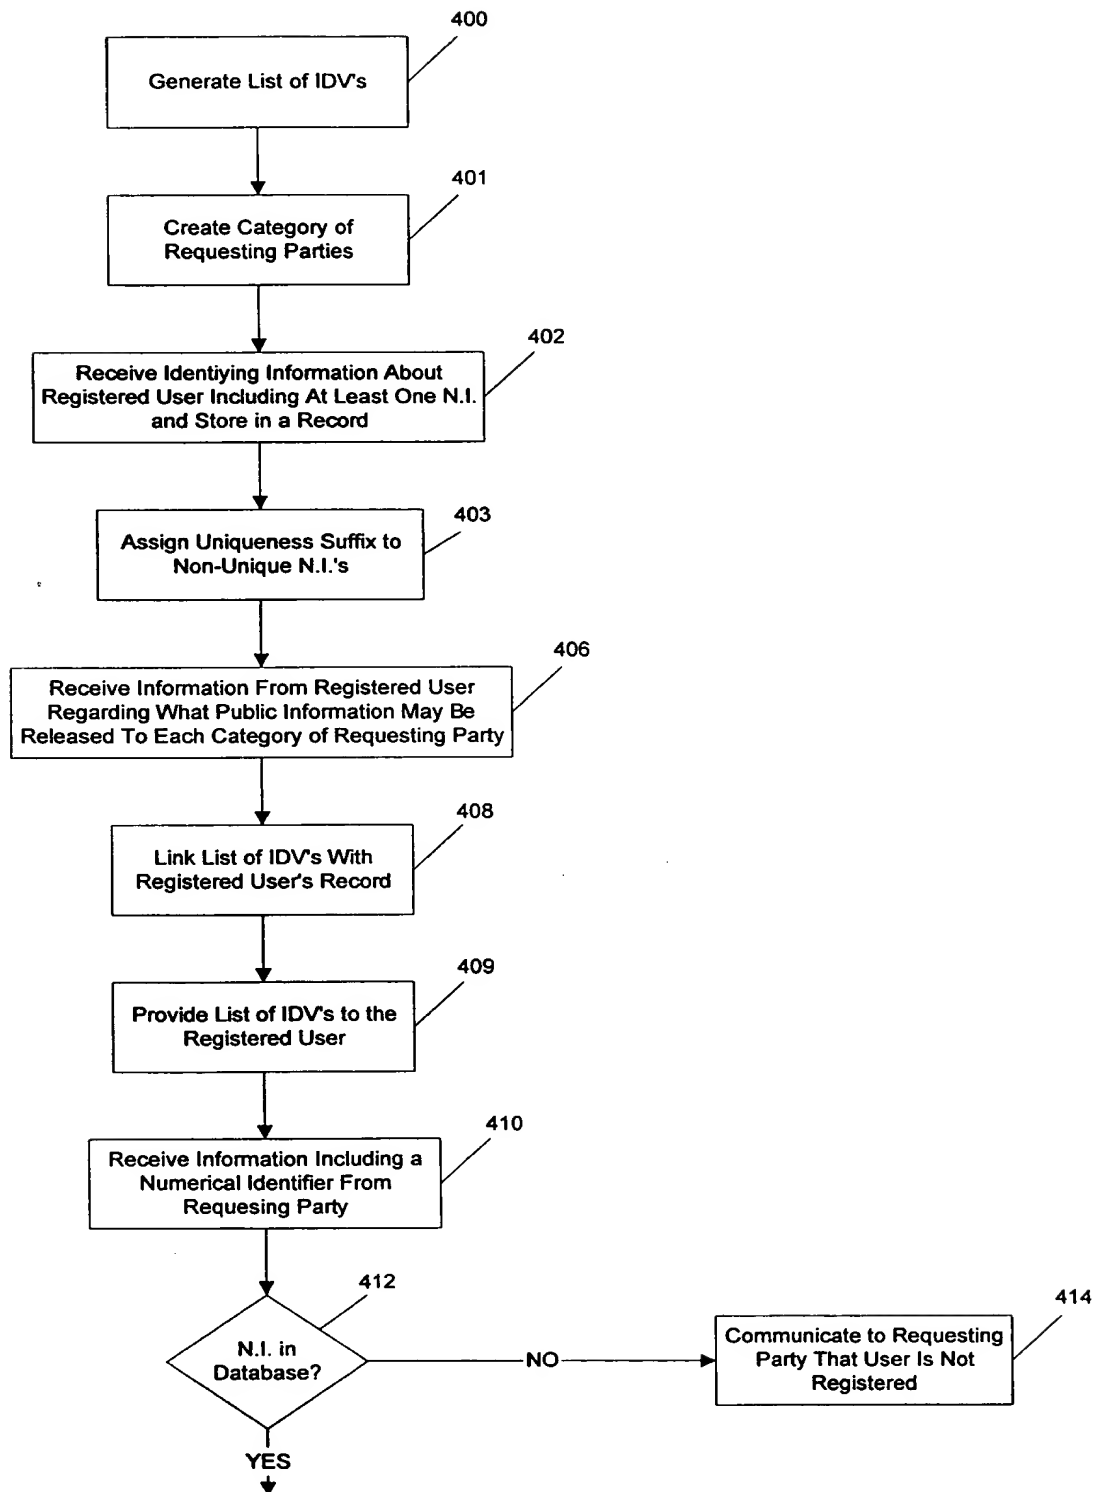 400
Generate List of IDV's
401
Create Category of
Requesting Parties
402
Receive Identiying Information About
Registered User Including At Least One N.I.
and Store in a Record
403
Assign Uniqueness Suffix to
Non-Unique N.I.'s
406
Receive Information From Registered User
Regarding What Public Information May Be
Released To Each Category of Requesting Party
408
Link List of IDV's With
Registered User's Record
409
Provide List of IDV's to the
Registered User
410
Receive Information Including a
Numerical Identifier From
Requesing Party
412
N.I. in
Database?
NO
414
Communicate to Requesting
Party That User Is Not
Registered
YES